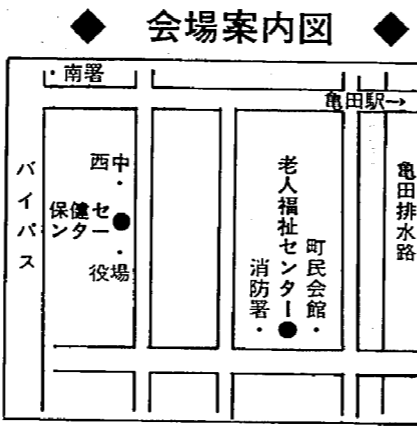 ◆ 会場案内図 ◆
・南署
亀田駅→
バイパス
西中・
保健センター●
・役場
老人福祉センター●
町民会館・
消防署・
亀田排水路